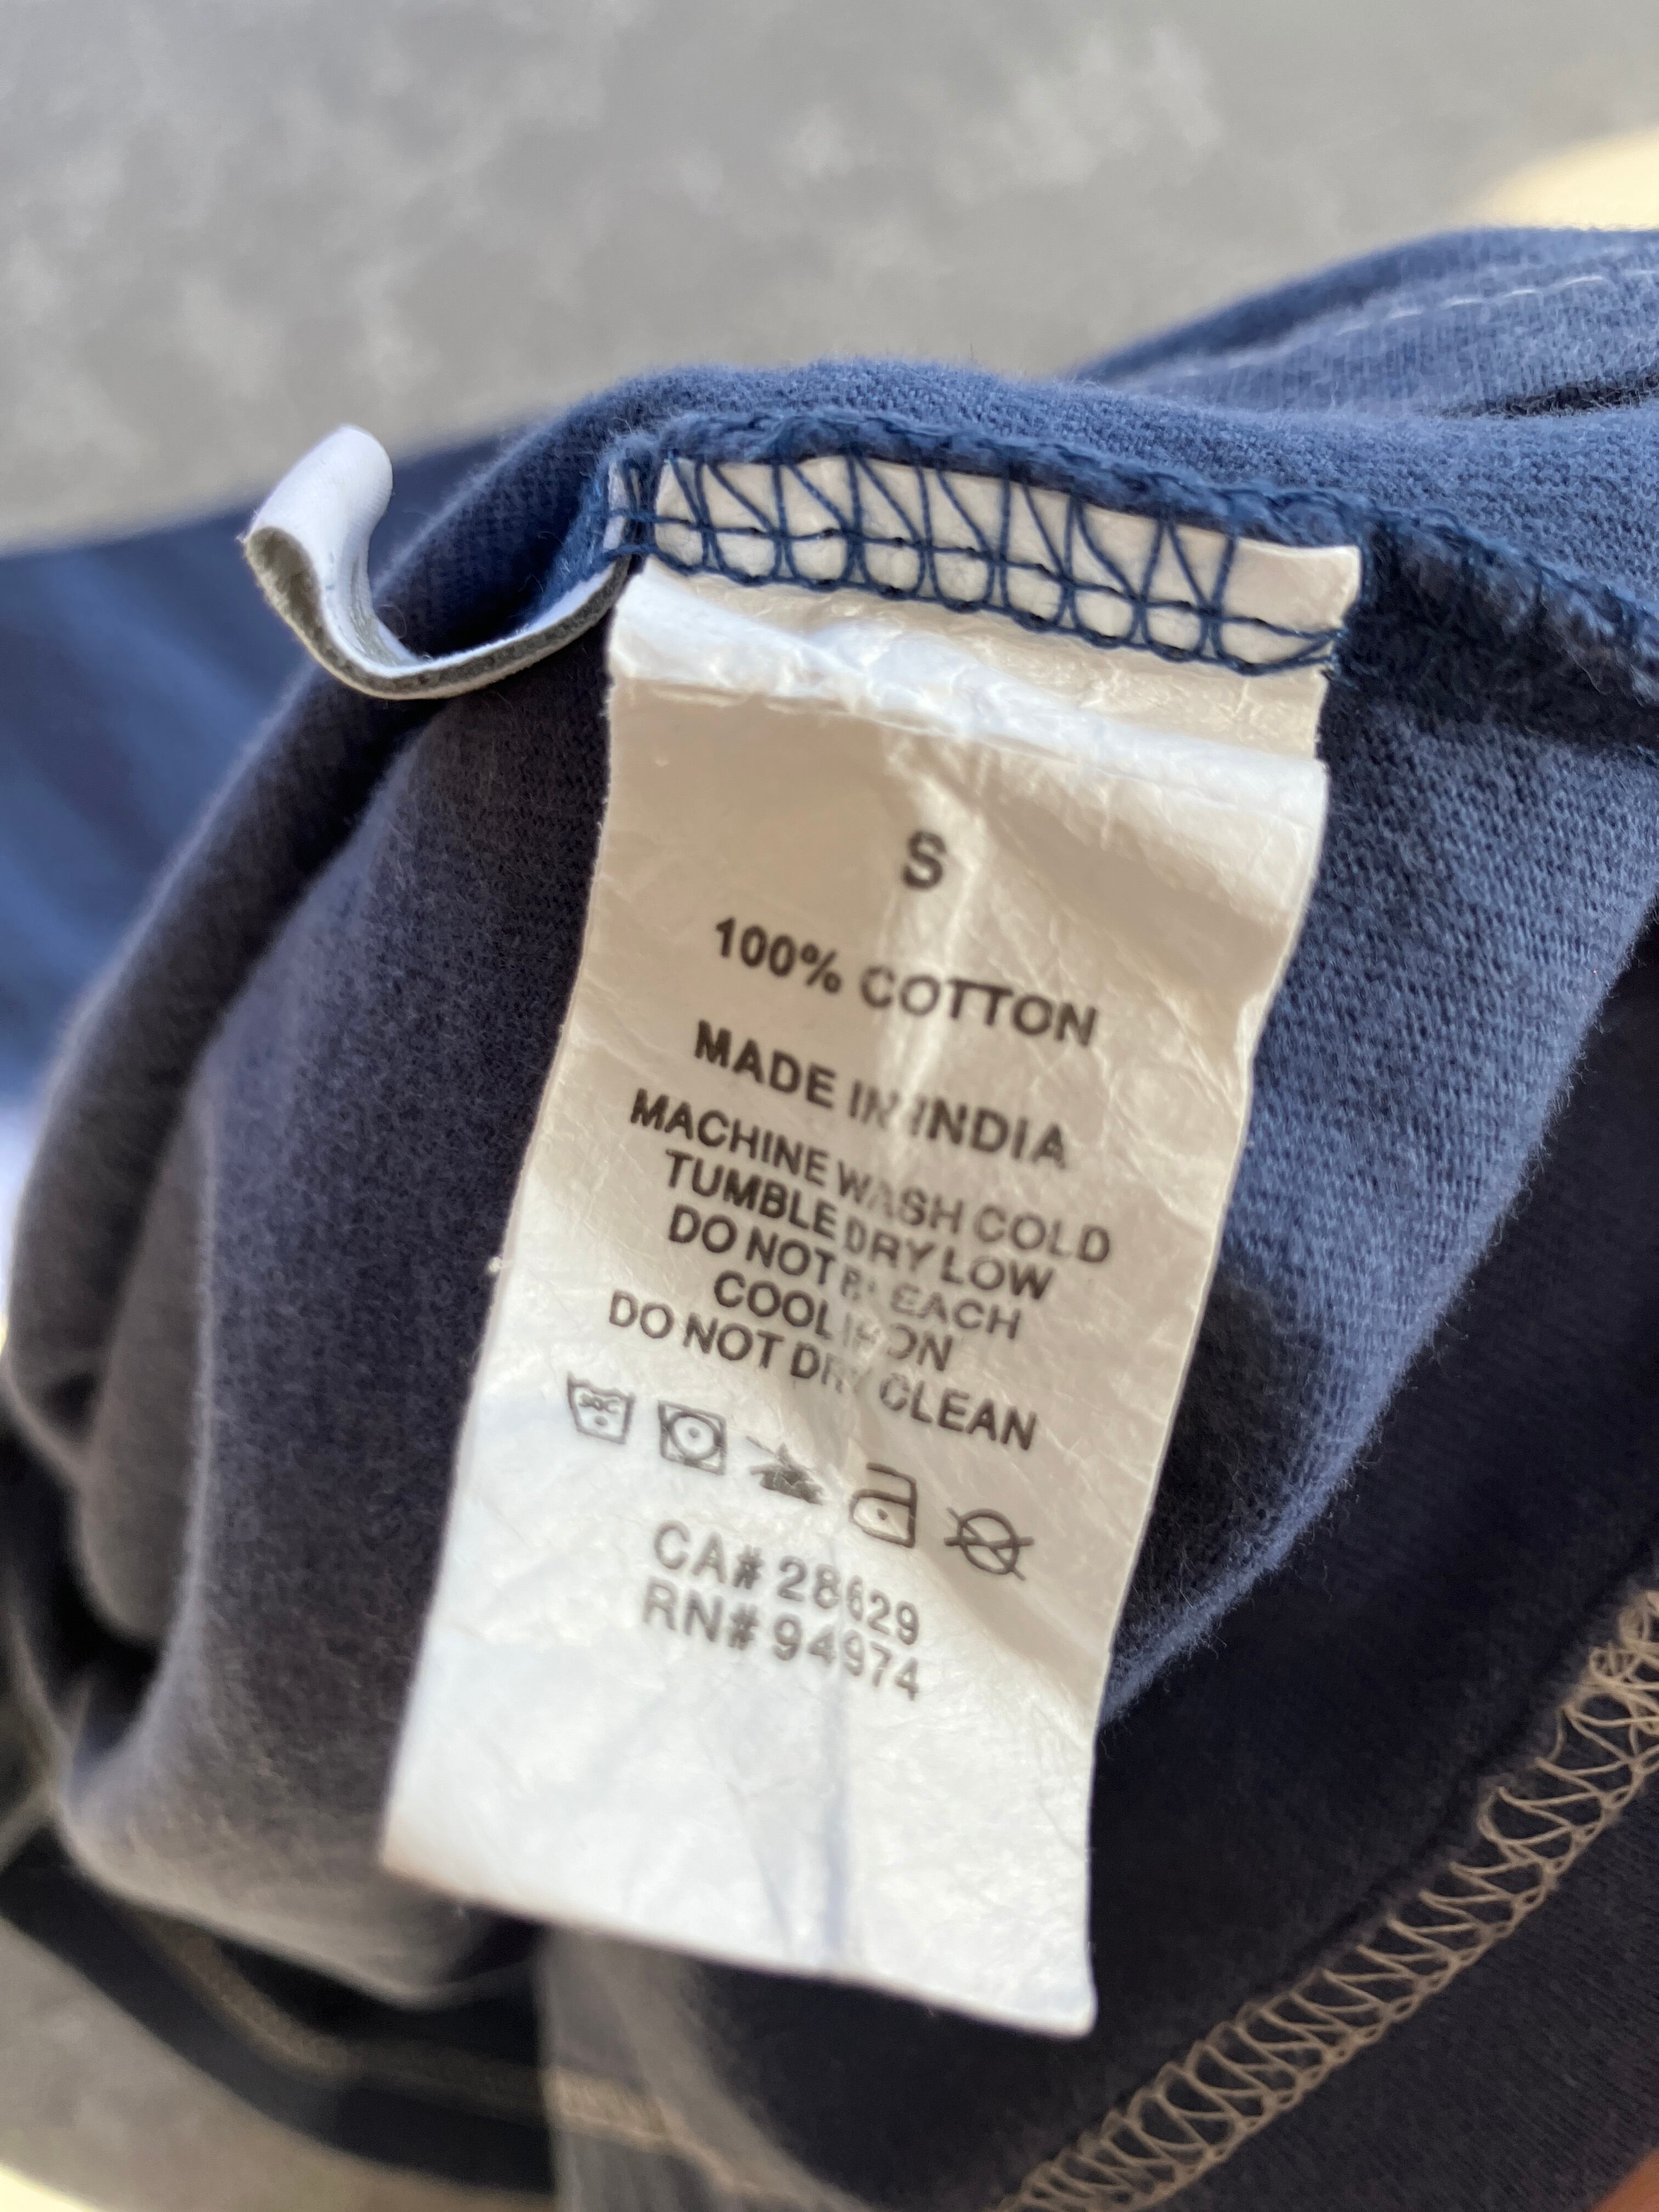 S
100% COTTON
MADE IN INDIA
MACHINE WASH COLD
TUMBLE DRY LOW
DO NOT BLEACH
COOL IRON
DO NOT DRY CLEAN
30°C
CA# 28629
RN# 94974